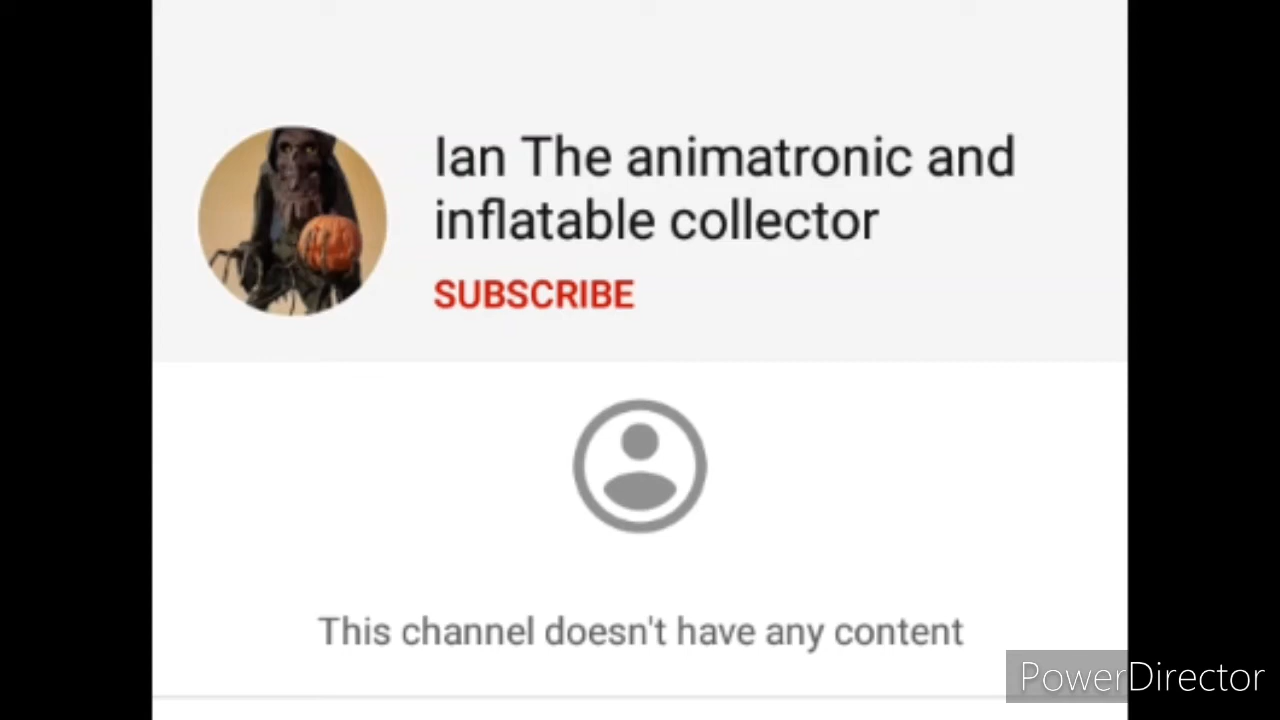 Ian The animatronic and
inflatable collector
SUBSCRIBE
This channel doesn't have any content
PowerDirector